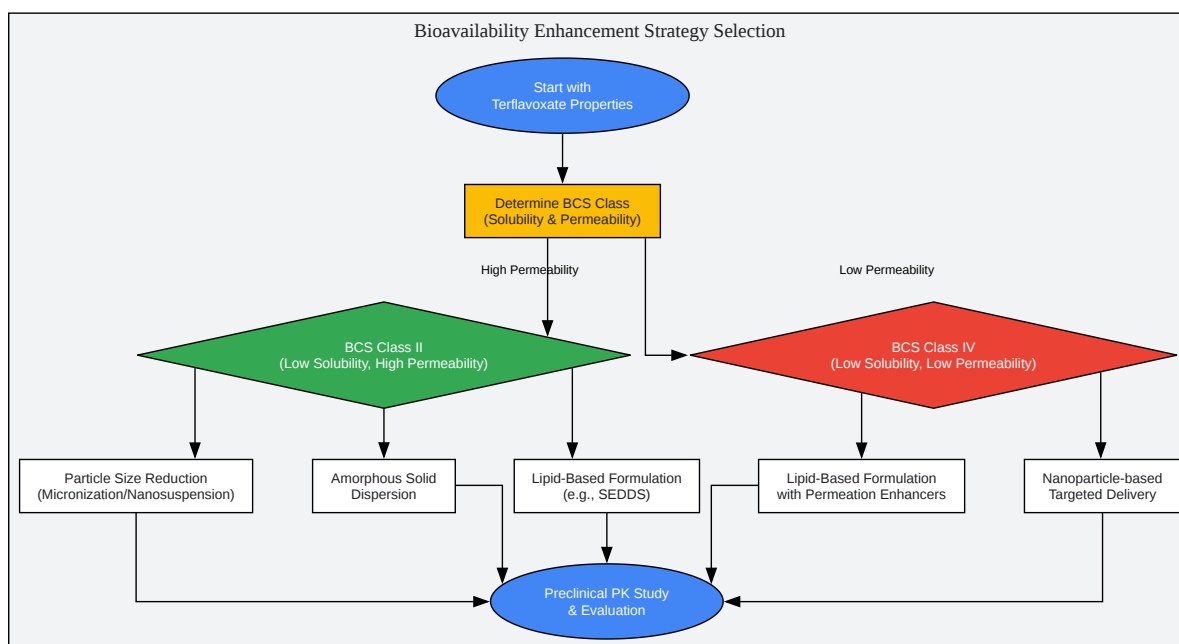 Bioavailability Enhancement Strategy Selection
Start with
Terflavoxate Properties
Determine BCS Class
(Solubility & Permeability)
High Permeability
Low Permeability
BCS Class II
(Low Solubility, High Permeability)
BCS Class IV
(Low Solubility, Low Permeability)
Particle Size Reduction
(Micronization/Nanosuspension)
Amorphous Solid
Dispersion
Lipid-Based Formulation
(e.g., SEDDS)
Lipid-Based Formulation
with Permeation Enhancers
Nanoparticle-based
Targeted Delivery
Preclinical PK Study
& Evaluation